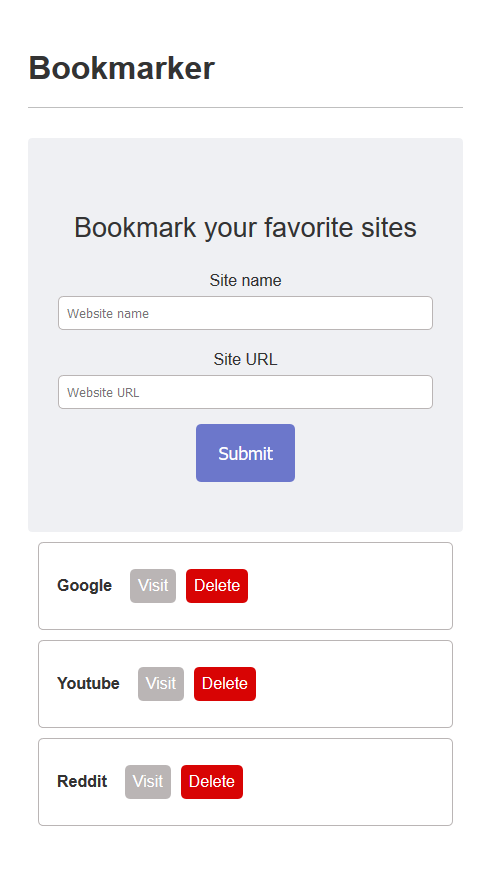 Bookmarker
Bookmark your favorite sites
Site name
Website name
Site URL
Website URL
Submit
Google Visit Delete
Youtube Visit Delete
Reddit Visit Delete